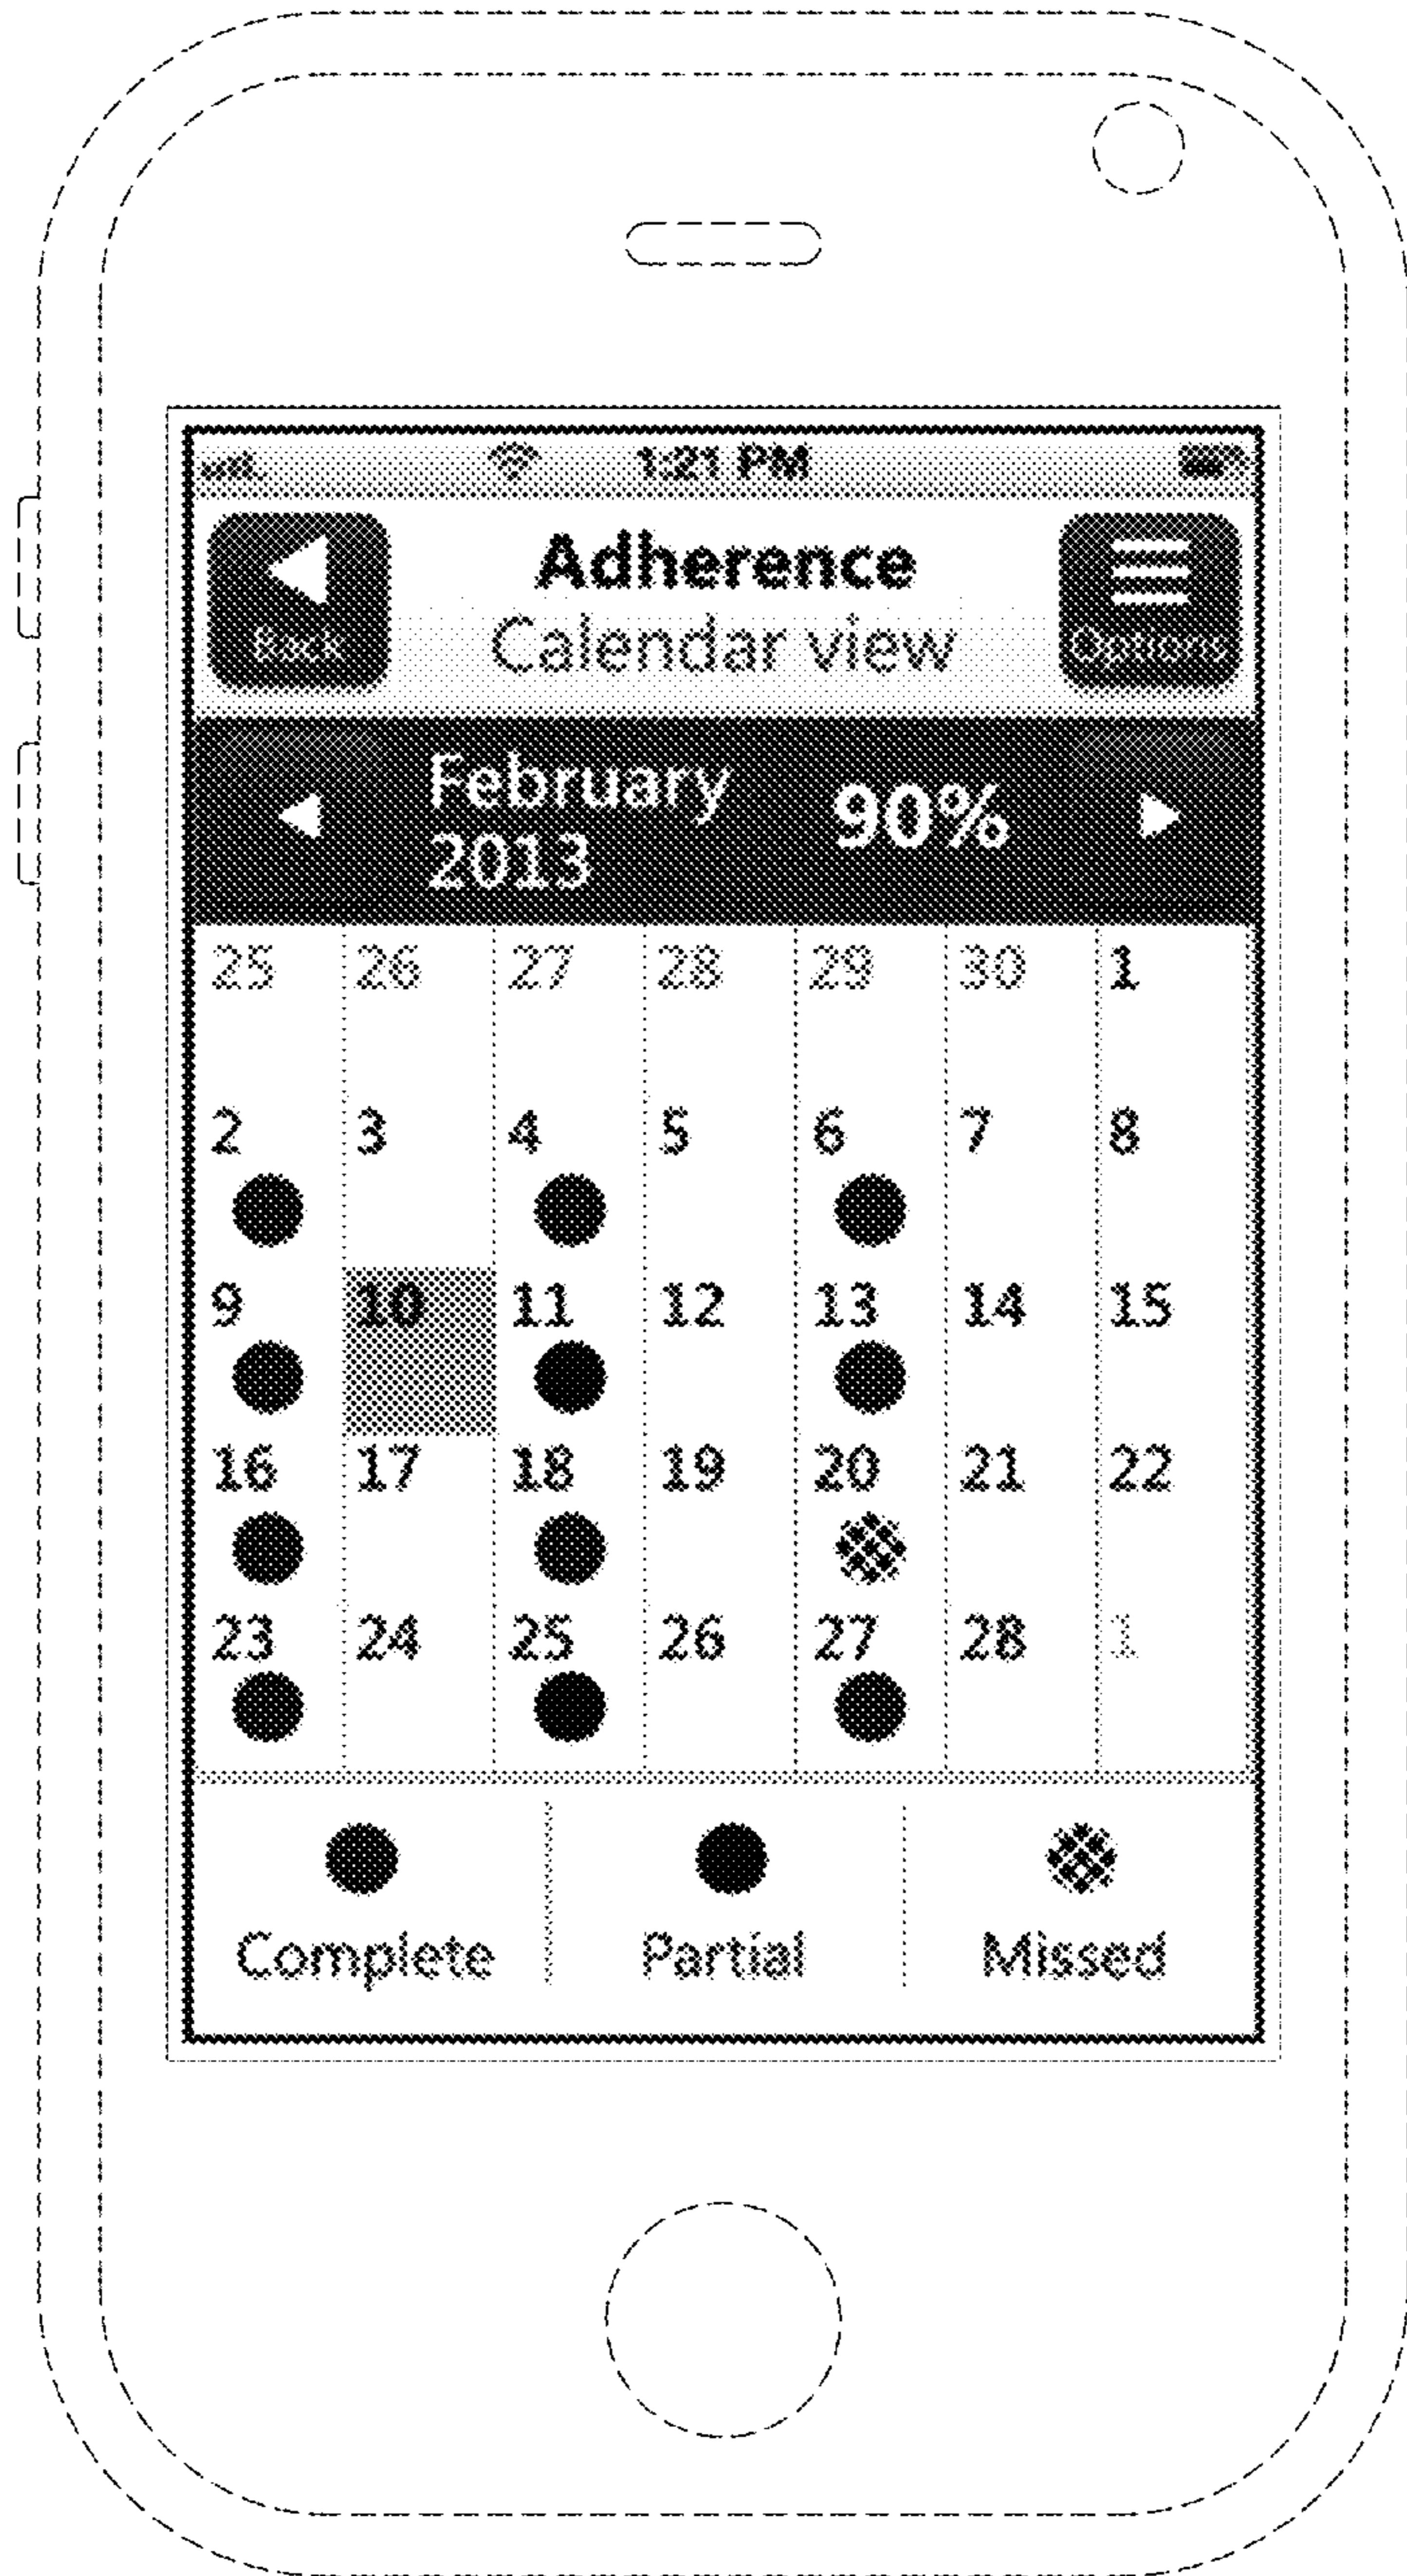 1:21 PM
Back
Adherence
Options
Calendar view
February
2013
90%
25 26 27 28 29 30 1
2 3 4 5 6 7 8
9 10 11 12 13 14 15
16 17 18 19 20 21 22
23 24 25 26 27 28 1
Complete Partial Missed